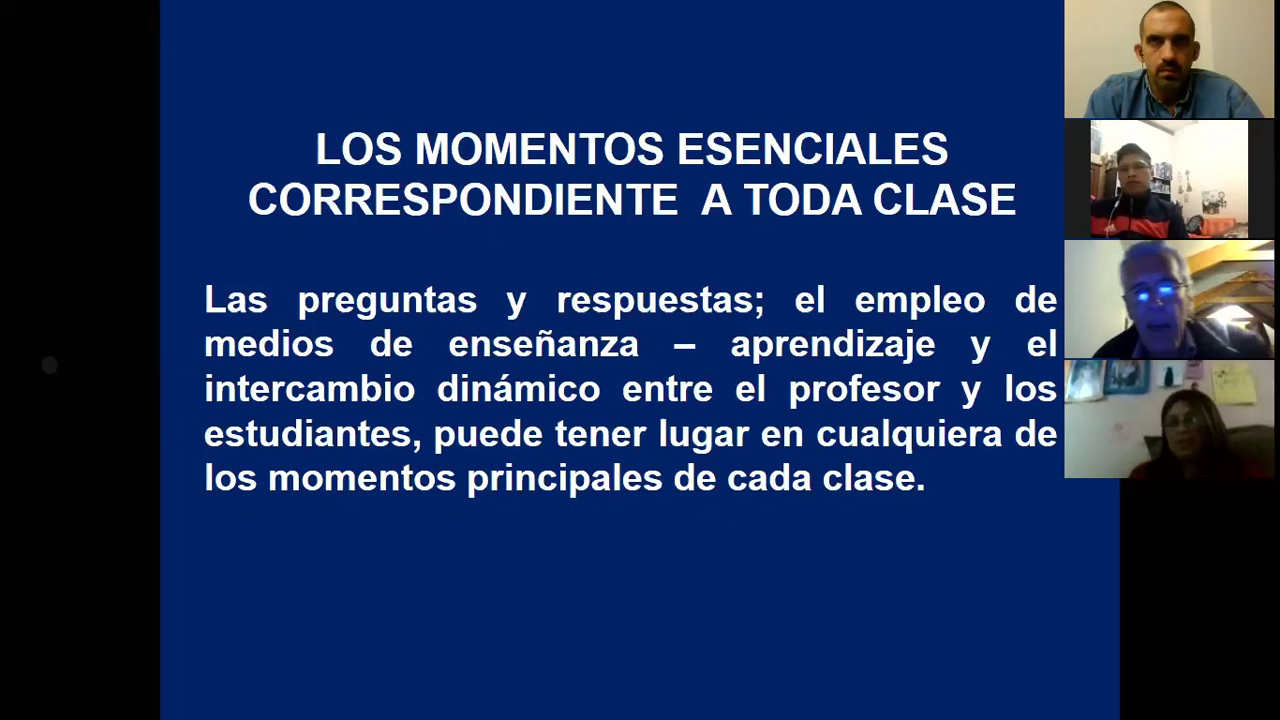 LOS MOMENTOS ESENCIALES
CORRESPONDIENTE A TODA CLASE
Las preguntas y respuestas; el empleo de
medios de enseñanza – aprendizaje y el
intercambio dinámico entre el profesor y los
estudiantes, puede tener lugar en cualquiera de
los momentos principales de cada clase.